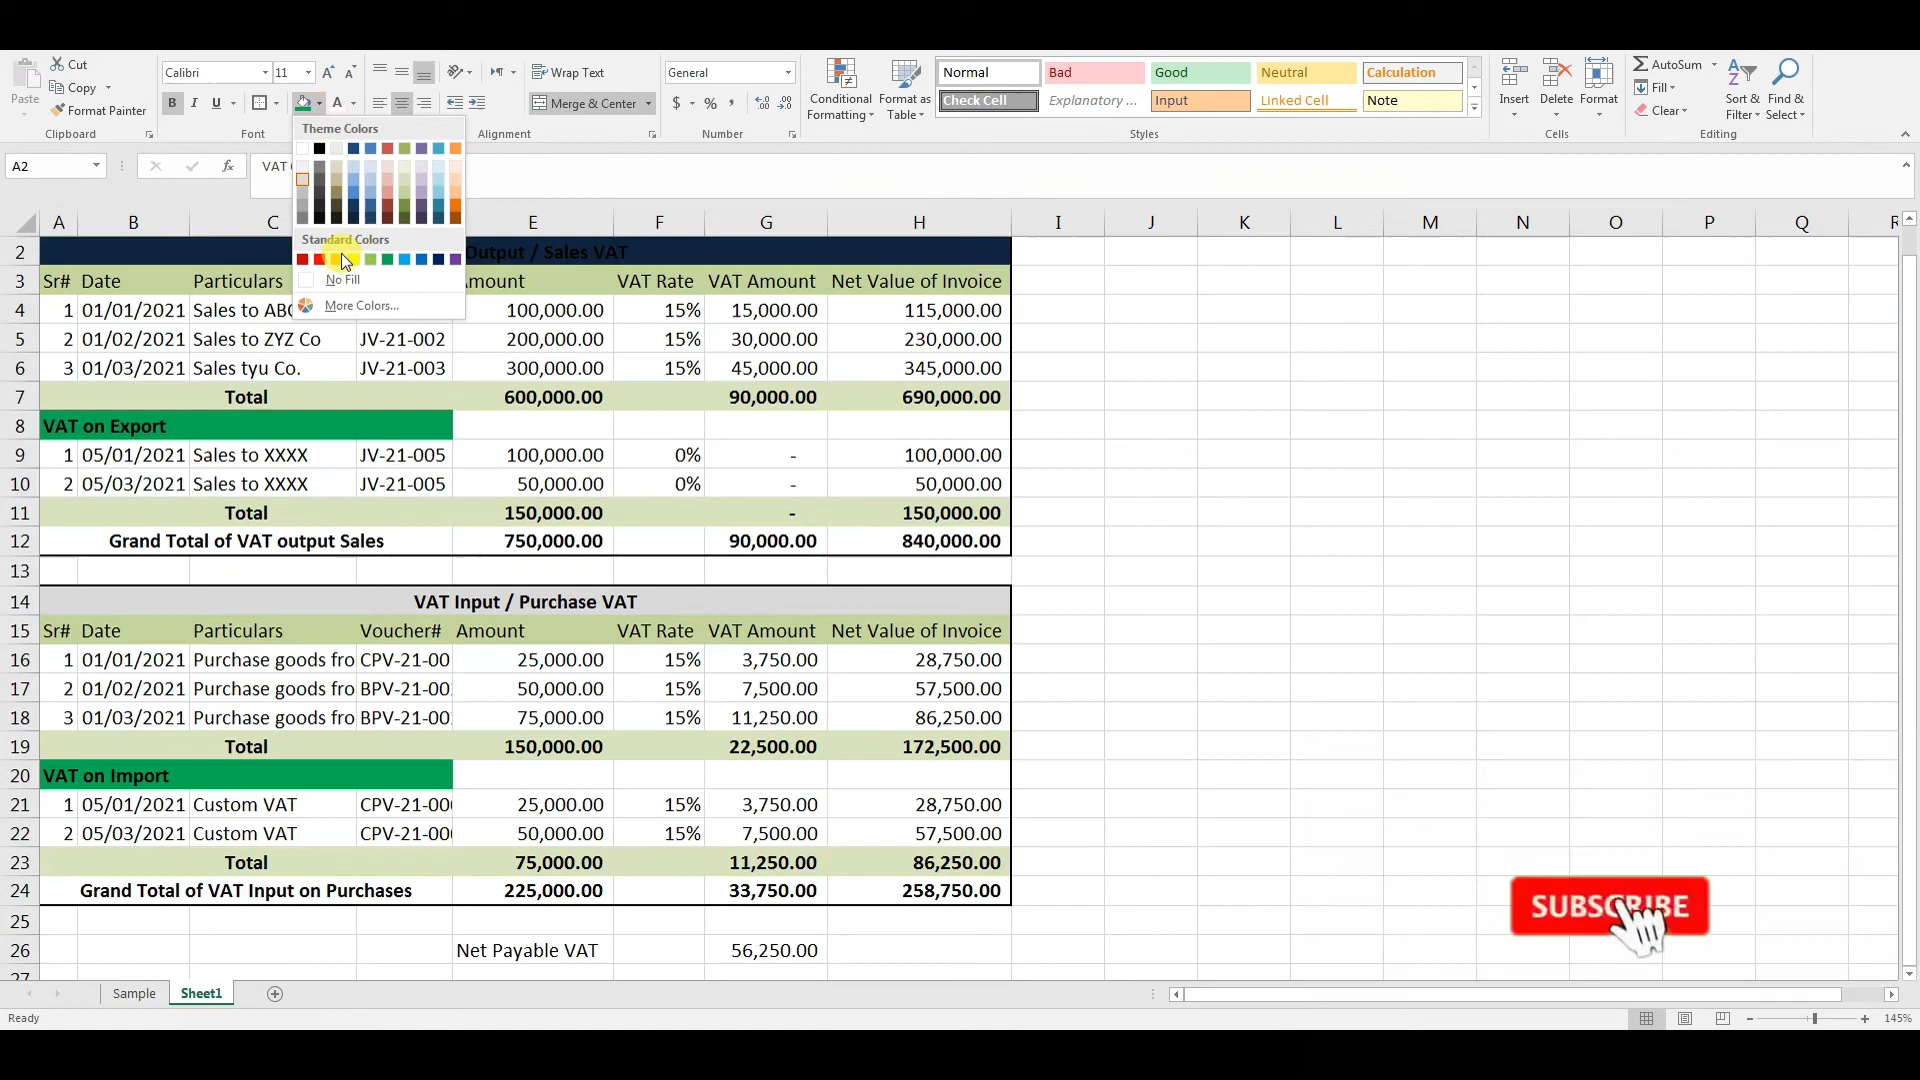 Cut
Copy
Format Painter
Paste
Clipboard
Calibri 11
B I U
Font
Theme Colors
Standard Colors
No Fill
More Colors...
Wrap Text
Merge & Center
Alignment
General
$ % ,
Number
Conditional Formatting
Format as Table
Normal Bad Good Neutral Calculation
Check Cell Explanatory ... Input Linked Cell Note
Styles
Insert Delete Format
Cells
AutoSum
Fill
Clear
Sort & Filter
Find & Select
Editing
A2 fx VAT
A B C E F G H I J K L M N O P Q R
2 Output / Sales VAT
3 Sr# Date Particulars mount VAT Rate VAT Amount Net Value of Invoice
4 1 01/01/2021 Sales to ABC 100,000.00 15% 15,000.00 115,000.00
5 2 01/02/2021 Sales to ZYZ Co JV-21-002 200,000.00 15% 30,000.00 230,000.00
6 3 01/03/2021 Sales tyu Co. JV-21-003 300,000.00 15% 45,000.00 345,000.00
7 Total 600,000.00 90,000.00 690,000.00
8 VAT on Export
9 1 05/01/2021 Sales to XXXX JV-21-005 100,000.00 0% - 100,000.00
10 2 05/03/2021 Sales to XXXX JV-21-005 50,000.00 0% - 50,000.00
11 Total 150,000.00 - 150,000.00
12 Grand Total of VAT output Sales 750,000.00 90,000.00 840,000.00
13
14 VAT Input / Purchase VAT
15 Sr# Date Particulars Voucher# Amount VAT Rate VAT Amount Net Value of Invoice
16 1 01/01/2021 Purchase goods fro CPV-21-00 25,000.00 15% 3,750.00 28,750.00
17 2 01/02/2021 Purchase goods fro BPV-21-00 50,000.00 15% 7,500.00 57,500.00
18 3 01/03/2021 Purchase goods fro BPV-21-00 75,000.00 15% 11,250.00 86,250.00
19 Total 150,000.00 22,500.00 172,500.00
20 VAT on Import
21 1 05/01/2021 Custom VAT CPV-21-00 25,000.00 15% 3,750.00 28,750.00
22 2 05/03/2021 Custom VAT CPV-21-00 50,000.00 15% 7,500.00 57,500.00
23 Total 75,000.00 11,250.00 86,250.00
24 Grand Total of VAT Input on Purchases 225,000.00 33,750.00 258,750.00
25
26 Net Payable VAT 56,250.00
27
SUBSCRIBE
Sample Sheet1
Ready 145%